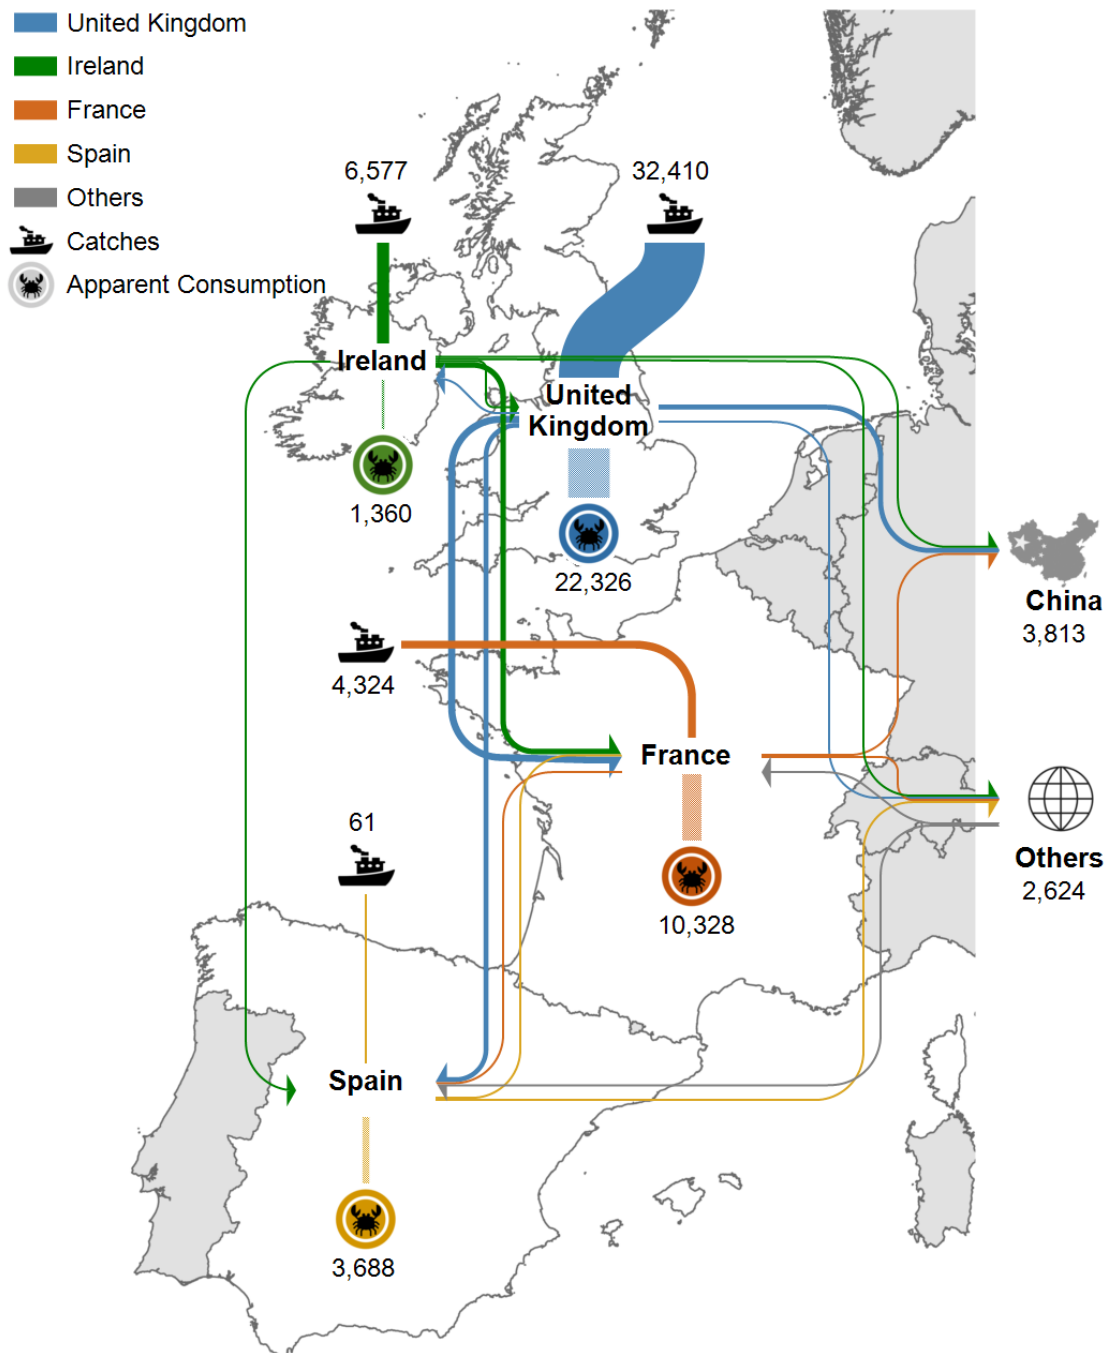 United Kingdom
Ireland
France
Spain
Others
Catches
Apparent Consumption
6,577
32,410
Ireland
United
Kingdom
1,360
22,326
China
3,813
4,324
France
61
Others
2,624
10,328
Spain
3,688